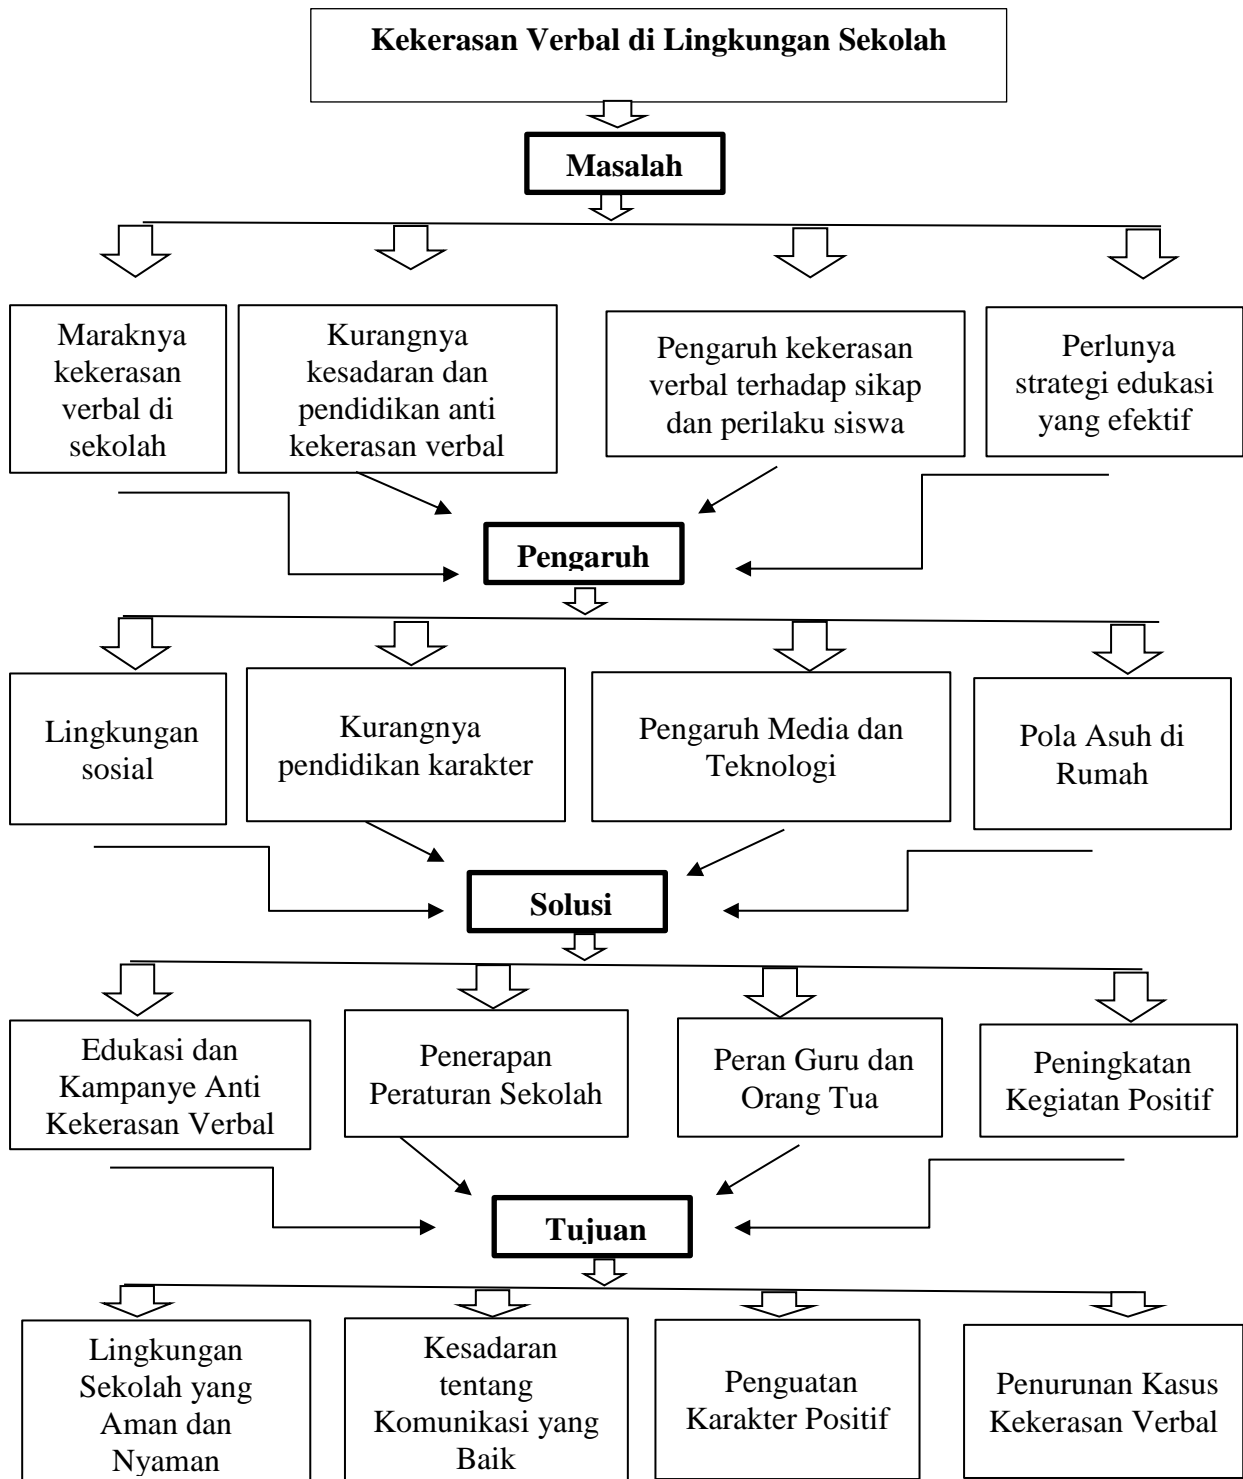 Kekerasan Verbal di Lingkungan Sekolah
Masalah
Maraknya
kekerasan
verbal di
sekolah
Kurangnya
kesadaran dan
pendidikan anti
kekerasan verbal
Pengaruh kekerasan
verbal terhadap sikap
dan perilaku siswa
Perlunya
strategi edukasi
yang efektif
Pengaruh
Lingkungan
sosial
Kurangnya
pendidikan karakter
Pengaruh Media dan
Teknologi
Pola Asuh di
Rumah
Solusi
Edukasi dan
Kampanye Anti
Kekerasan Verbal
Penerapan
Peraturan Sekolah
Peran Guru dan
Orang Tua
Peningkatan
Kegiatan Positif
Tujuan
Lingkungan
Sekolah yang
Aman dan
Nyaman
Kesadaran
tentang
Komunikasi yang
Baik
Penguatan
Karakter Positif
Penurunan Kasus
Kekerasan Verbal